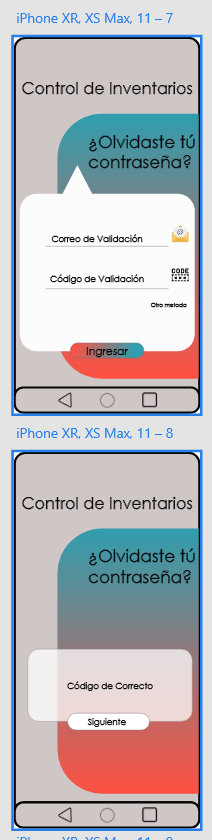 iPhone XR, XS Max, 11 – 7
Control de Inventarios
¿Olvidaste tú
contraseña?
Correo de Validación
@
Código de Validación
CODE
Otro metodo
Ingresar
iPhone XR, XS Max, 11 – 8
Control de Inventarios
¿Olvidaste tú
contraseña?
Código de Correcto
Siguiente